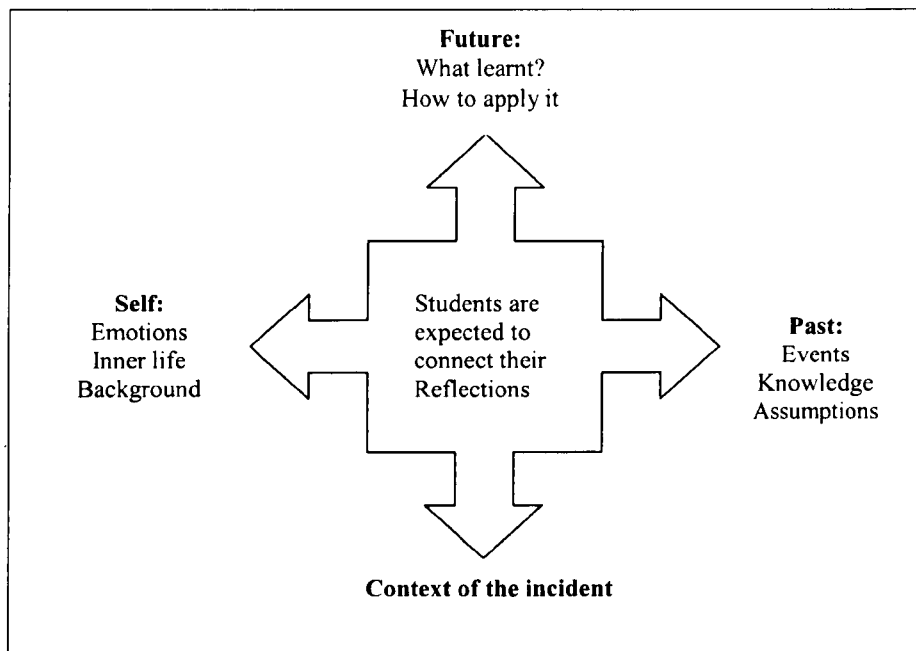 Future:
What learnt?
How to apply it
Self:
Emotions
Inner life
Background
Students are
expected to
connect their
Reflections
Past:
Events
Knowledge
Assumptions
Context of the incident